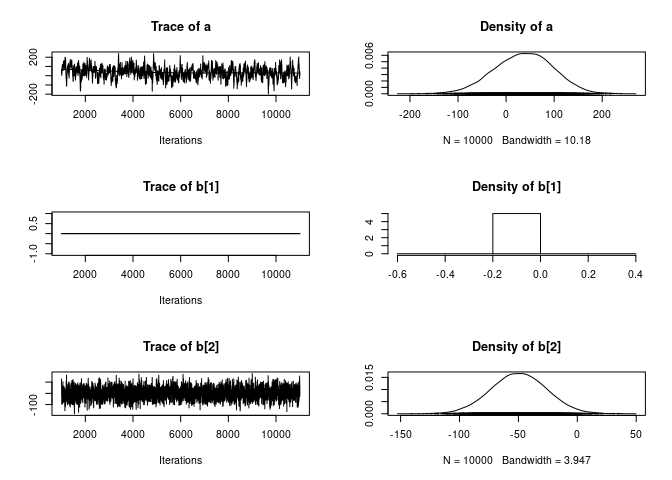 Trace of a
200
-200
2000 4000 6000 8000 10000
Iterations
Density of a
0.006
0.000
-200 -100 0 100 200
N = 10000 Bandwidth = 10.18
Trace of b[1]
0.5
-1.0
2000 4000 6000 8000 10000
Iterations
Density of b[1]
4
2
0
-0.6 -0.4 -0.2 0.0 0.2 0.4
Trace of b[2]
-100
2000 4000 6000 8000 10000
Iterations
Density of b[2]
0.015
0.000
-150 -100 -50 0 50
N = 10000 Bandwidth = 3.947